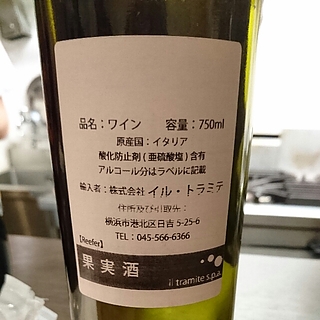 品名：ワイン　容量：750ml
原産国：イタリア
酸化防止剤(亜硫酸塩)含有
アルコール分はラベルに記載
輸入者：株式会社イル・トラミテ
住所及び引取先：
横浜市港北区日吉5-25-6
TEL：045-566-6366
【Reefer】
果実酒
il tramite s.p.a.